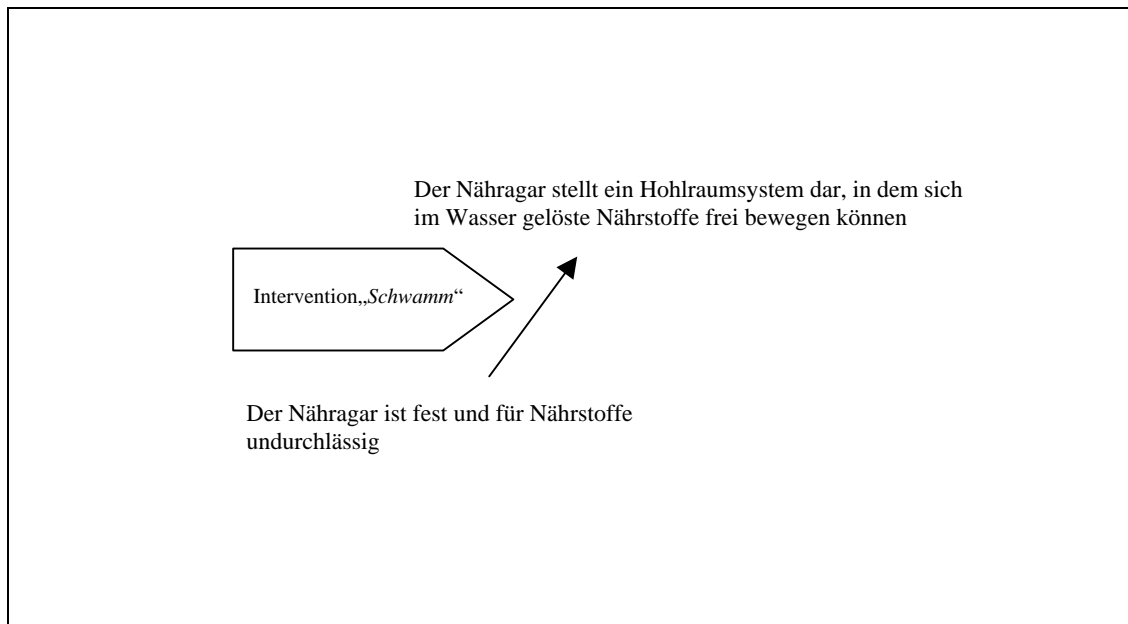 Der Nähragar stellt ein Hohlraumsystem dar, in dem sich
im Wasser gelöste Nährstoffe frei bewegen können
Intervention„Schwamm“
Der Nähragar ist fest und für Nährstoffe
undurchlässig